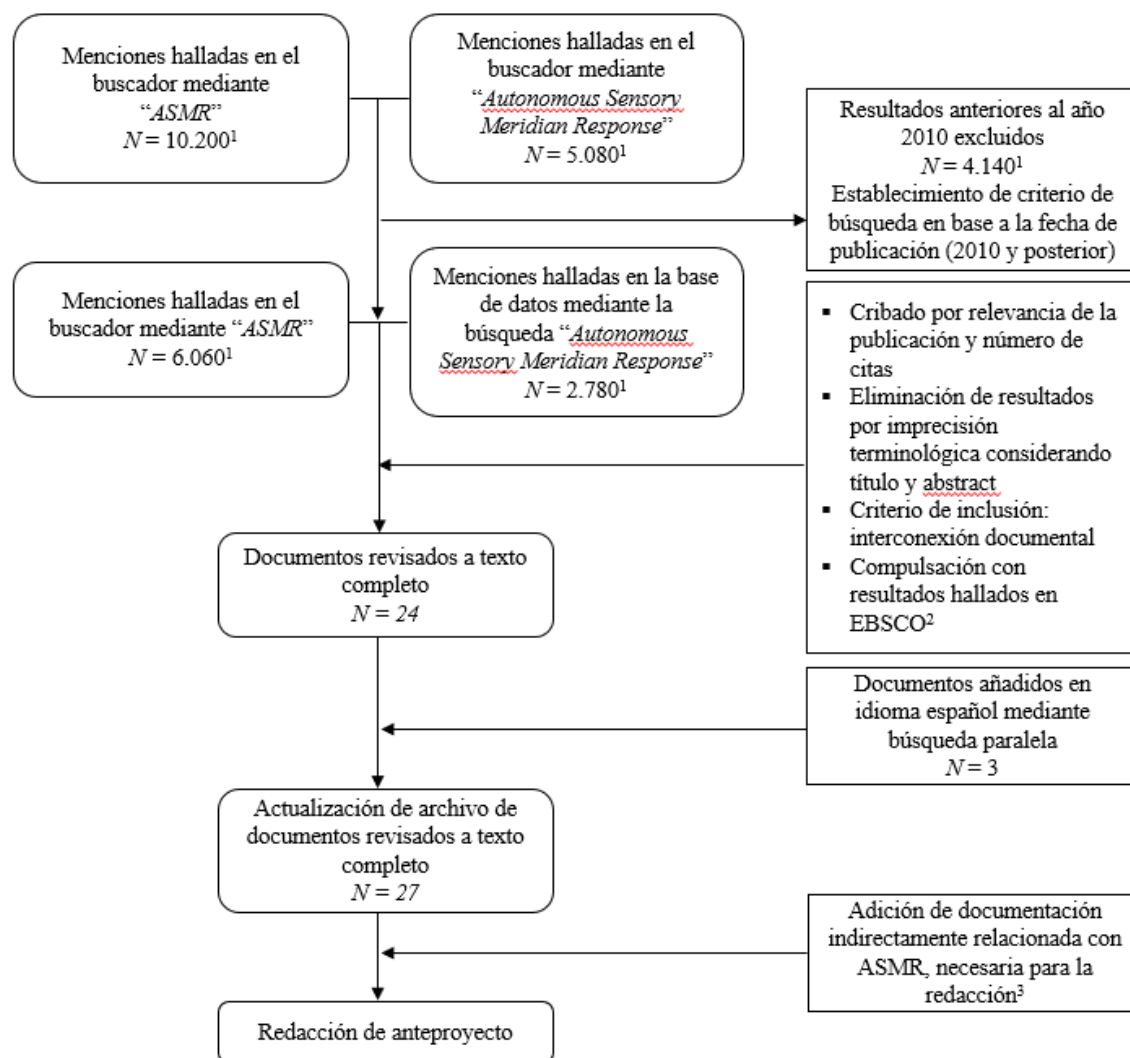 Menciones halladas en el
buscador mediante
“ASMR”
N = 10.200¹
Menciones halladas en el
buscador mediante
“Autonomous Sensory
Meridian Response”
N = 5.080¹
Resultados anteriores al año
2010 excluidos
N = 4.140¹
Establecimiento de criterio de
búsqueda en base a la fecha de
publicación (2010 y posterior)
Menciones halladas en el
buscador mediante “ASMR”
N = 6.060¹
Menciones halladas en la base
de datos mediante la
búsqueda “Autonomous
Sensory Meridian Response”
N = 2.780¹
▪ Cribado por relevancia de la
publicación y número de
citas
▪ Eliminación de resultados
por imprecisión
terminológica considerando
título y abstract
▪ Criterio de inclusión:
interconexión documental
▪ Compulsación con
resultados hallados en
EBSCO²
Documentos revisados a texto
completo
N = 24
Documentos añadidos en
idioma español mediante
búsqueda paralela
N = 3
Actualización de archivo de
documentos revisados a texto
completo
N = 27
Adición de documentación
indirectamente relacionada con
ASMR, necesaria para la
redacción³
Redacción de anteproyecto